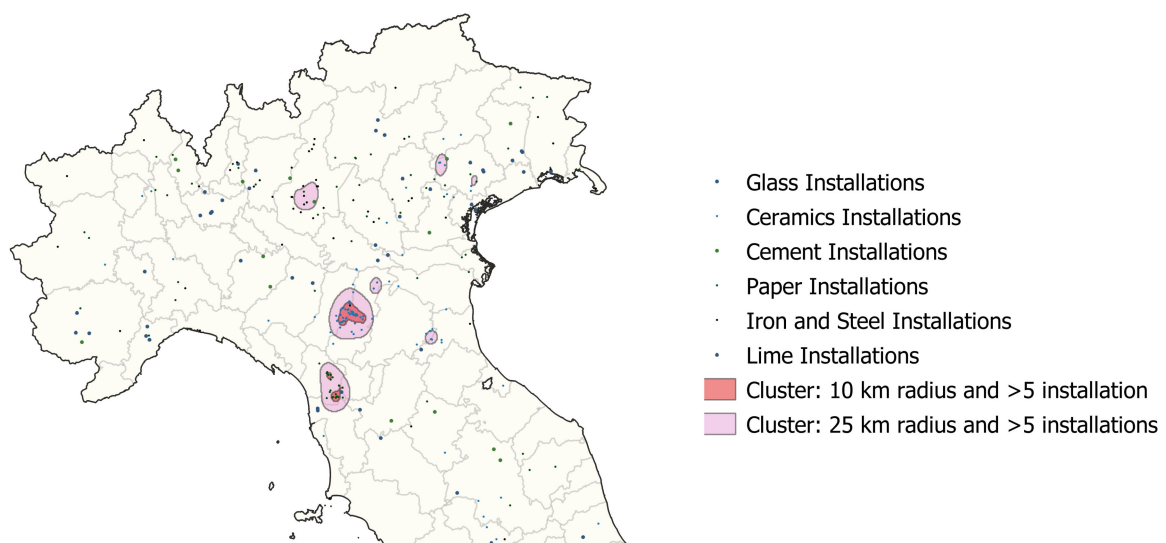 Glass Installations
Ceramics Installations
Cement Installations
Paper Installations
Iron and Steel Installations
Lime Installations
Cluster: 10 km radius and >5 installation
Cluster: 25 km radius and >5 installations